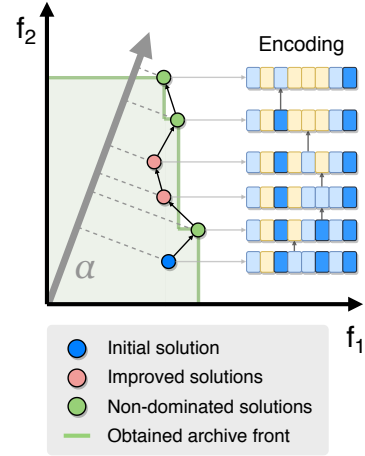 f2
Encoding
α
f1
Initial solution
Improved solutions
Non-dominated solutions
Obtained archive front